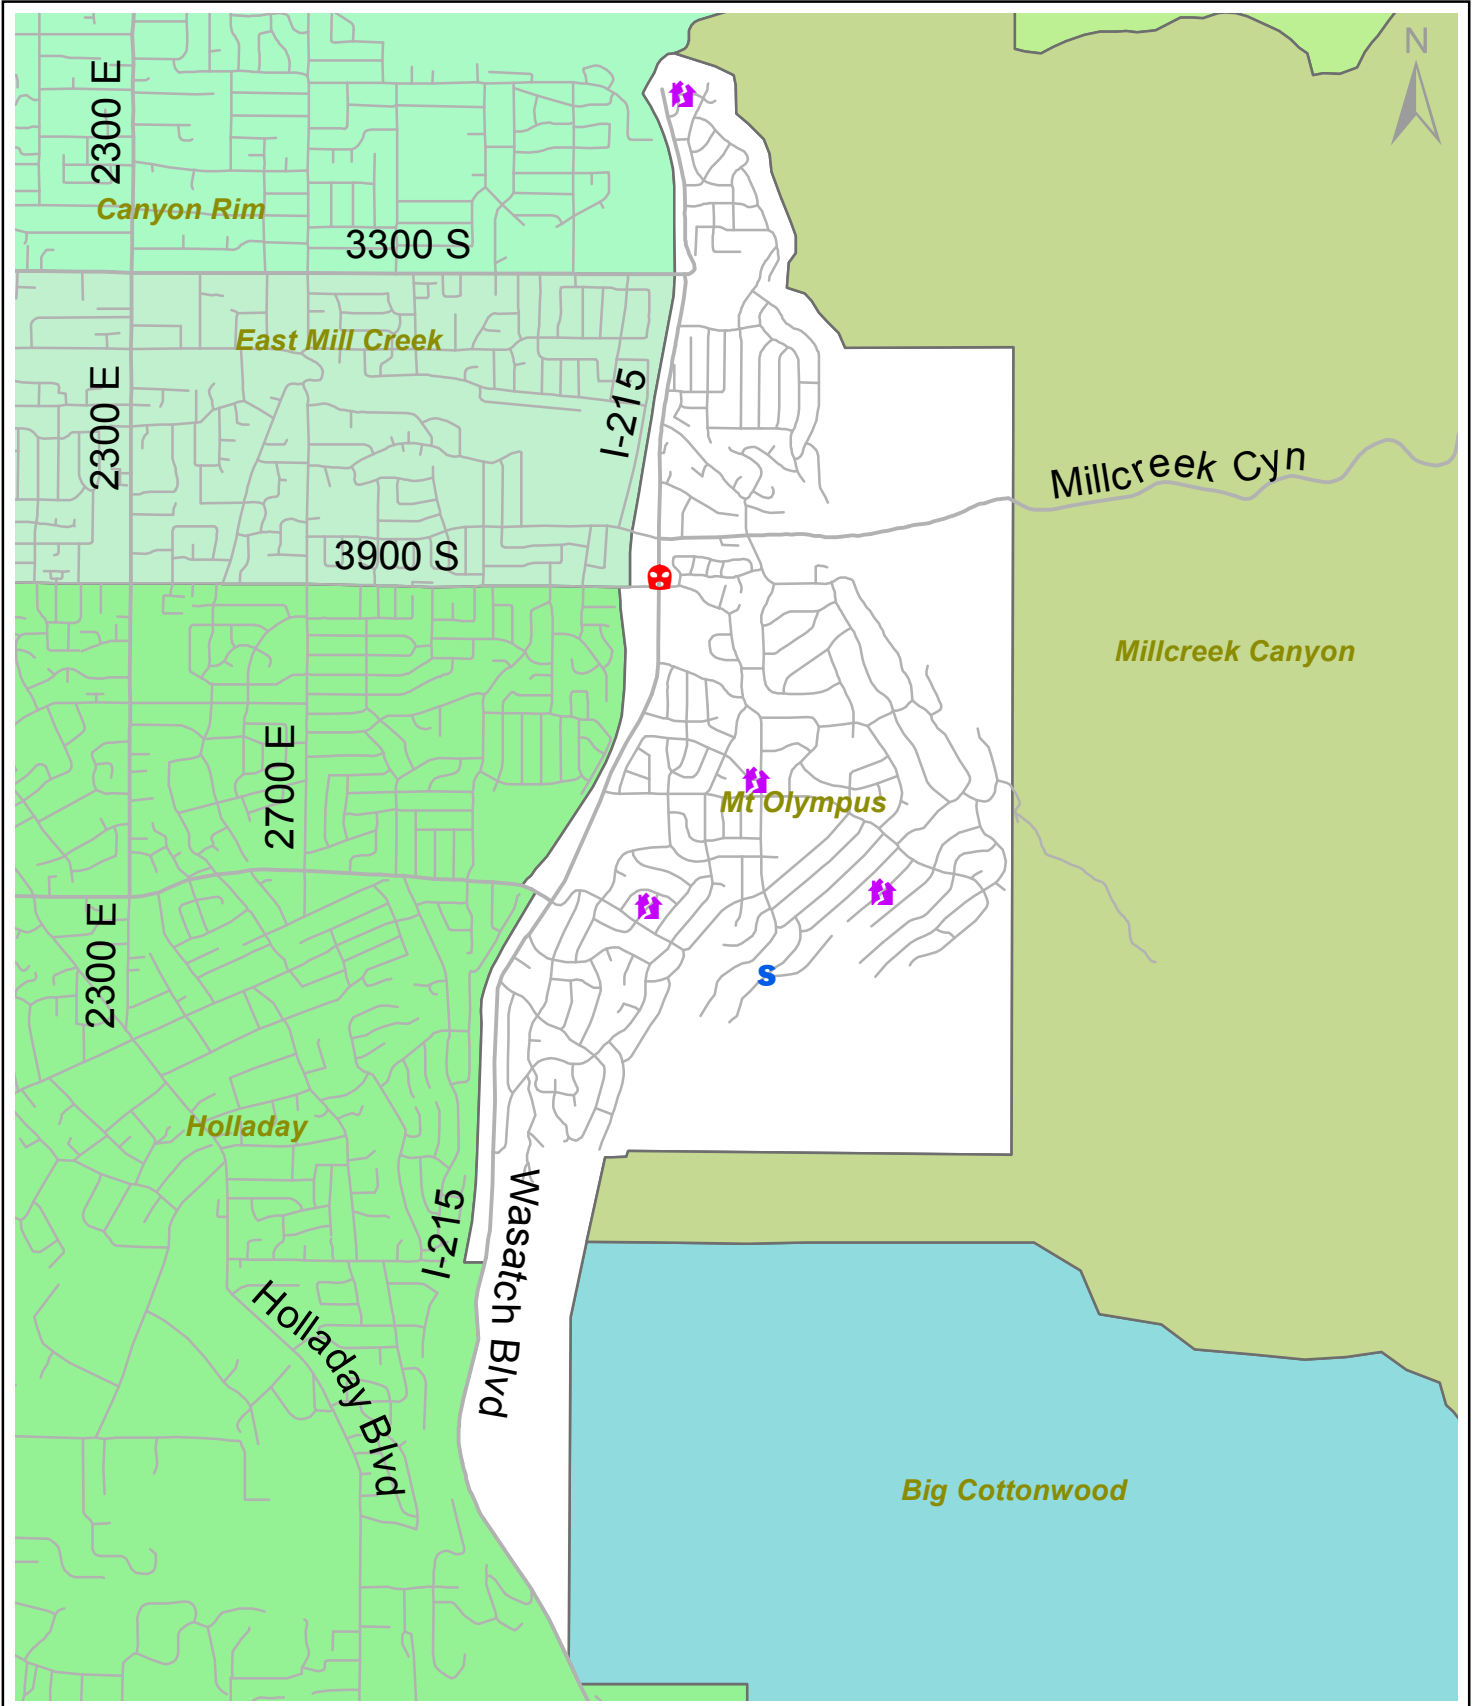 N
2300 E
Canyon Rim
3300 S
East Mill Creek
2300 E
I-215
Millcreek Cyn
3900 S
Millcreek Canyon
2700 E
Mt Olympus
2300 E
S
Holladay
I-215
Wasatch Blvd
Holladay Blvd
Big Cottonwood